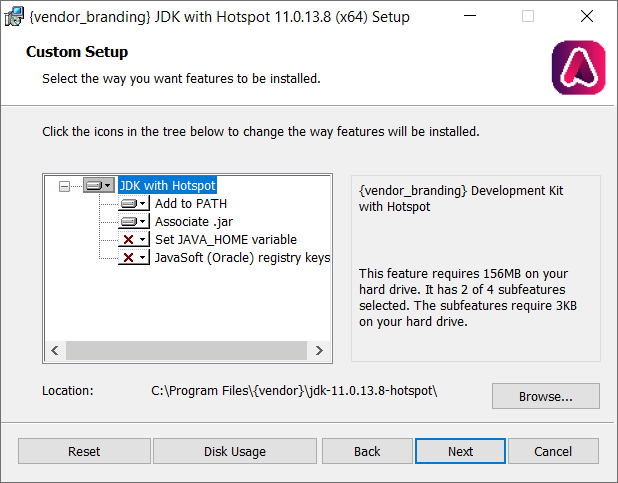 {vendor_branding} JDK with Hotspot 11.0.13.8 (x64) Setup
Custom Setup
Select the way you want features to be installed.
Click the icons in the tree below to change the way features will be installed.
JDK with Hotspot
Add to PATH
Associate .jar
Set JAVA_HOME variable
JavaSoft (Oracle) registry keys
{vendor_branding} Development Kit
with Hotspot
This feature requires 156MB on your
hard drive. It has 2 of 4 subfeatures
selected. The subfeatures require 3KB
on your hard drive.
Location: C:\Program Files\{vendor}\jdk-11.0.13.8-hotspot\
Browse...
Reset Disk Usage Back Next Cancel